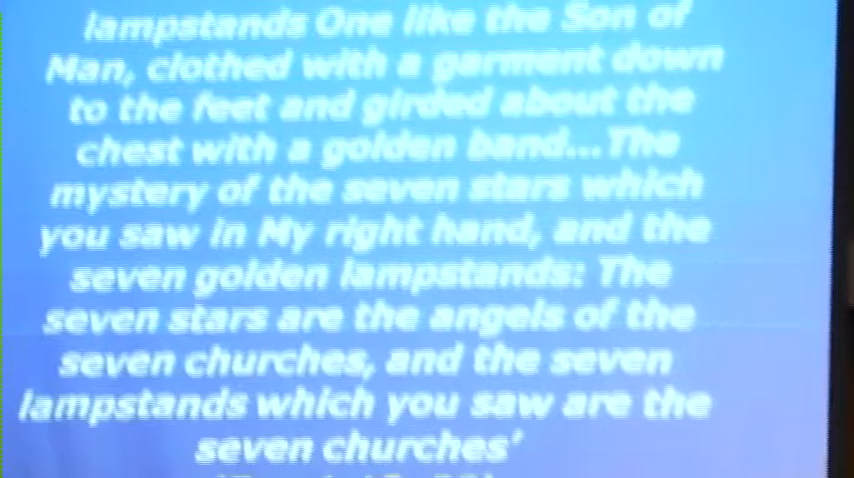 lampstands One like the Son of
Man, clothed with a garment down
to the feet and girded about the
chest with a golden band...The
mystery of the seven stars which
you saw in My right hand, and the
seven golden lampstands: The
seven stars are the angels of the
seven churches, and the seven
lampstands which you saw are the
seven churches'